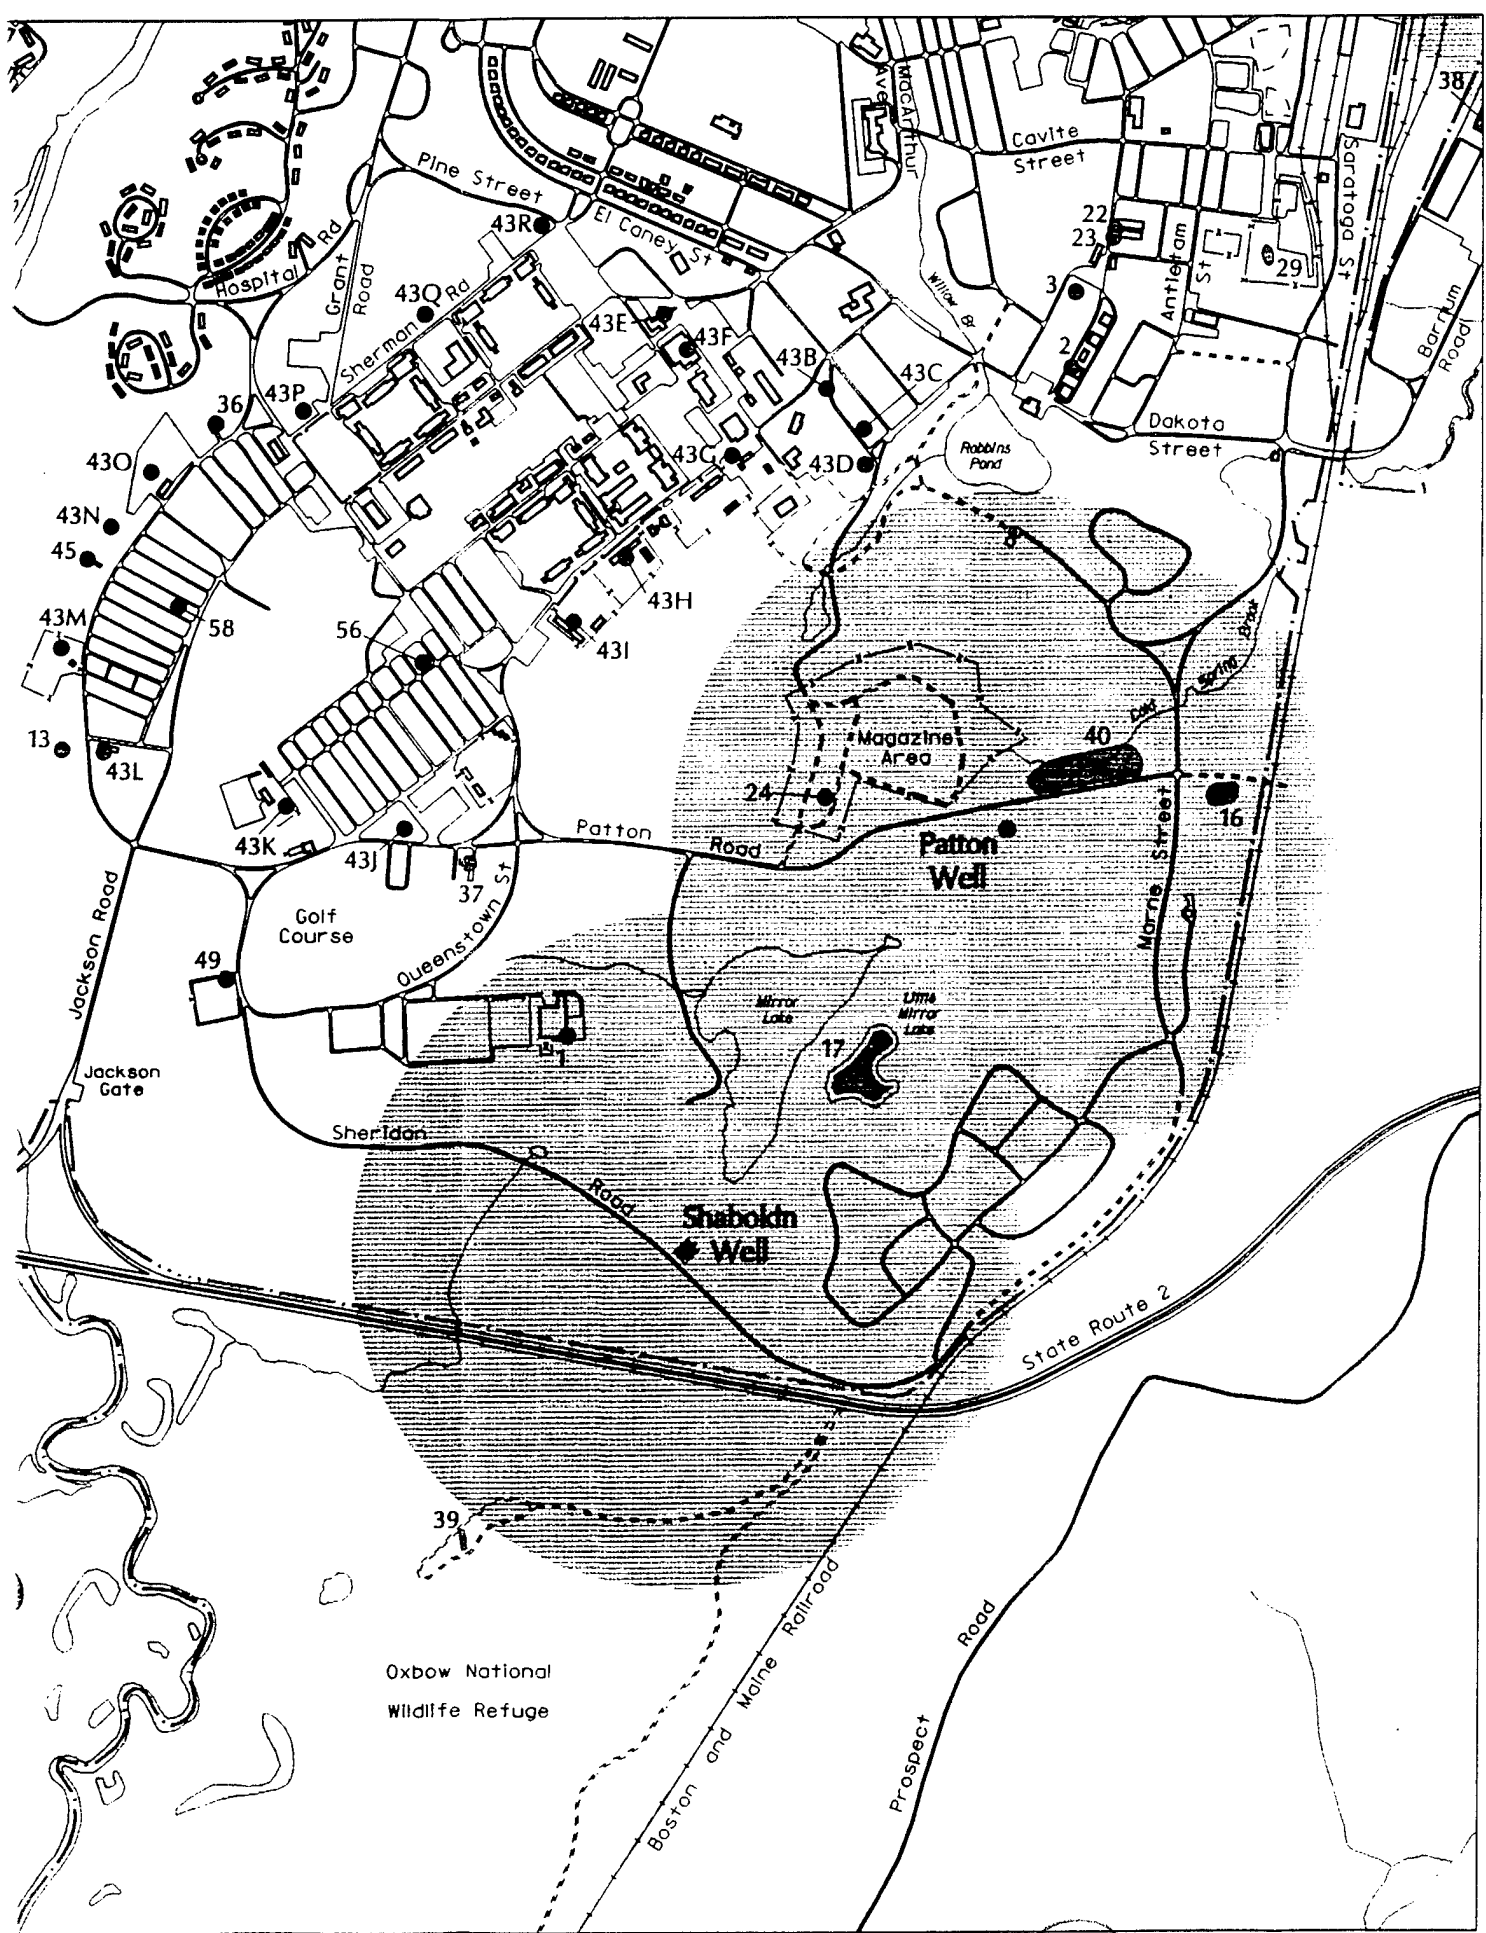 38
MacArthur
Ave
Cavite
Street
Saratoga St
Pine Street
43R
El Caney St
22
23
Antietam
St
29
Hospital Rd
Grant
Road
43Q
Sherman Rd
Willow Br
3
43E
43F
Barnum
Road
2
43B
43C
43P
36
Dakota
Street
43O
43G
43D
Robbins
Pond
43N
45
43H
43M
58
56
43I
Cold Spring Brook
13
43L
Magazine
Area
40
24
16
43K
43J
Patton Road
Patton
Well
37
Marne Street
Jackson Road
Golf
Course
Queenstown St
49
Mirror
Lake
Little
Mirror
Lake
1
17
Jackson
Gate
Sheridan Road
Shabokin
Well
State Route 2
39
Oxbow National
Wildlife Refuge
Boston and Maine Railroad
Prospect Road